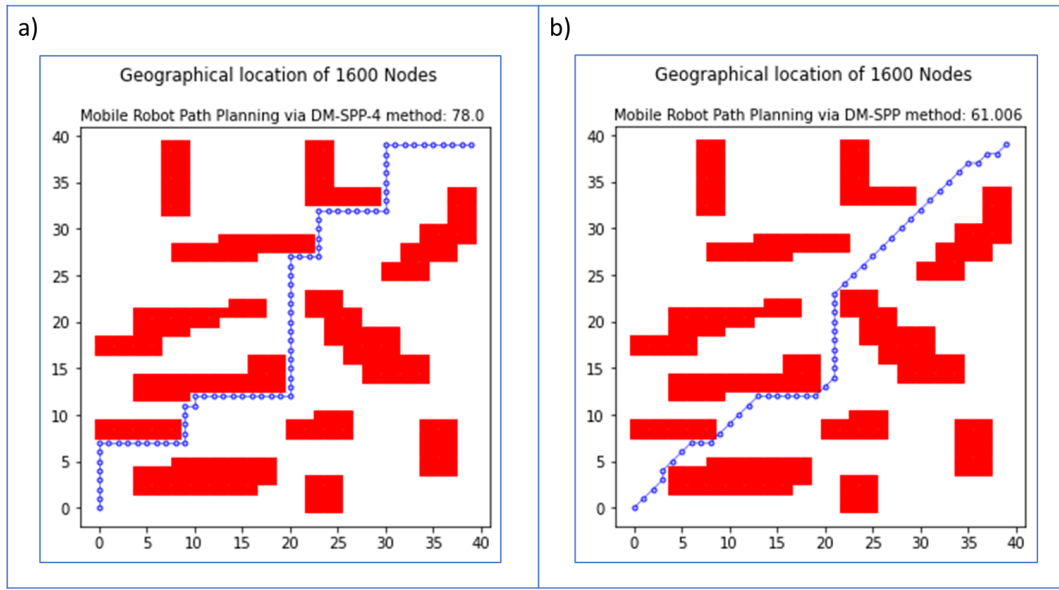 a)
Geographical location of 1600 Nodes
Mobile Robot Path Planning via DM-SPP-4 method: 78.0
40
35
30
25
20
15
10
5
0
0 5 10 15 20 25 30 35 40
b)
Geographical location of 1600 Nodes
Mobile Robot Path Planning via DM-SPP method: 61.006
40
35
30
25
20
15
10
5
0
0 5 10 15 20 25 30 35 40